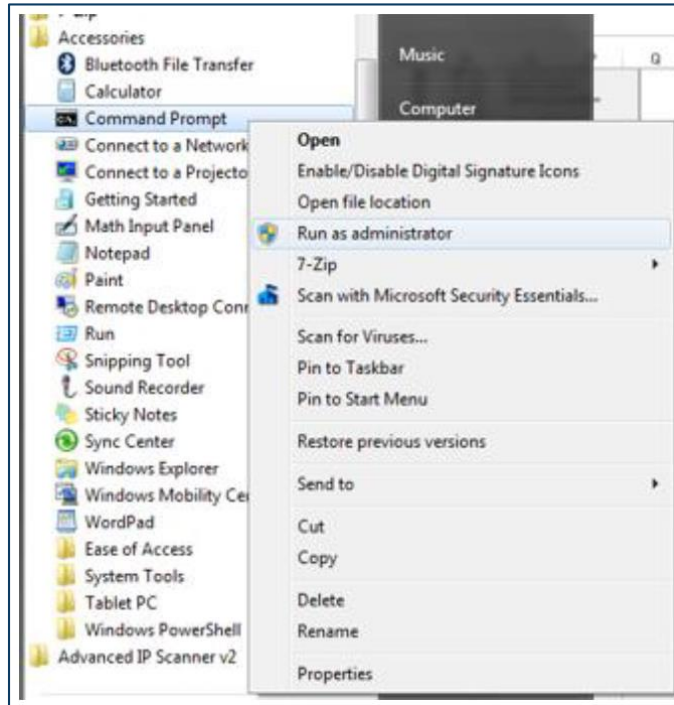 Accessories
Bluetooth File Transfer
Calculator
Command Prompt
Connect to a Network
Connect to a Projecto
Getting Started
Math Input Panel
Notepad
Paint
Remote Desktop Conr
Run
Snipping Tool
Sound Recorder
Sticky Notes
Sync Center
Windows Explorer
Windows Mobility Cei
WordPad
Ease of Access
System Tools
Tablet PC
Windows PowerShell
Advanced IP Scanner v2
Music
Computer
Q
Open
Enable/Disable Digital Signature Icons
Open file location
Run as administrator
7-Zip
Scan with Microsoft Security Essentials...
Scan for Viruses...
Pin to Taskbar
Pin to Start Menu
Restore previous versions
Send to
Cut
Copy
Delete
Rename
Properties